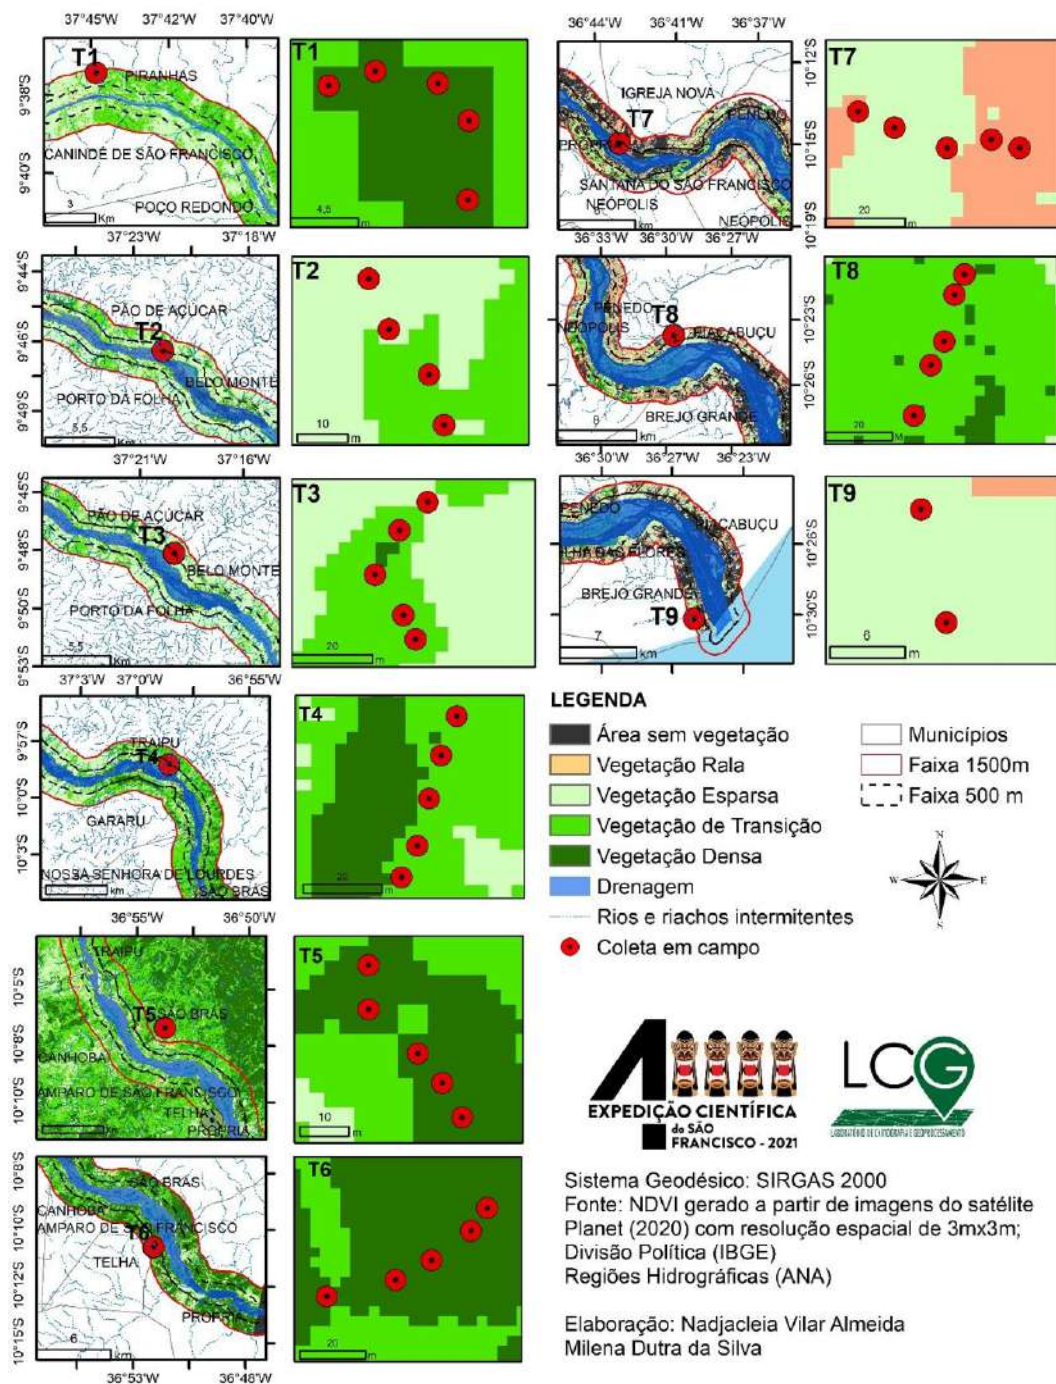 37°45'W 37°42'W 37°40'W
T1
PIRANHAS
CANINDÉ DE SÃO FRANCISCO
POÇO REDONDO
3
Km
9°38'S
9°40'S
T1
4,5
m
37°23'W 37°18'W
PÃO DE AÇÚCAR
T2
BELO MONTE
PORTO DA FOLHA
5,5
Km
9°44'S
9°46'S
9°49'S
T2
10
m
37°21'W 37°16'W
PÃO DE AÇÚCAR
T3
BELO MONTE
PORTO DA FOLHA
5,5
Km
9°45'S
9°48'S
9°50'S
9°53'S
T3
20
m
37°3'W 37°0'W 36°55'W
TRAIPU
T4
GARARU
NOSSA SENHORA DE LOURDES
SÃO BRÁS
km
9°57'S
10°0'S
10°3'S
T4
20
m
36°55'W 36°50'W
TRAIPU
T5
SÃO BRÁS
CANHOBA
AMPARO DE SÃO FRANCISCO
TELHA
PROPRIÁ
10°5'S
10°8'S
10°10'S
T5
10
m
SÃO BRÁS
CANHOBA
AMPARO DE SÃO FRANCISCO
T6
TELHA
PROPRIÁ
6
km
10°8'S
10°10'S
10°12'S
10°15'S
36°53'W 36°48'W
T6
20
m
36°44'W 36°41'W 36°37'W
IGREJA NOVA
T7
PENEDO
PROPRIÁ
SANTANA DO SÃO FRANCISCO
NEÓPOLIS
NEÓPOLIS
km
10°12'S
10°15'S
10°19'S
T7
20
m
36°33'W 36°30'W 36°27'W
PENEDO
T8
NEÓPOLIS
PIAÇABUÇU
BREJO GRANDE
8
km
10°23'S
10°26'S
T8
20
M
36°30'W 36°27'W 36°23'W
PENEDO
PIAÇABUÇU
ILHA DAS FLORES
BREJO GRANDE
T9
7
km
10°26'S
10°30'S
T9
6
m
LEGENDA
Área sem vegetação
Vegetação Rala
Vegetação Esparsa
Vegetação de Transição
Vegetação Densa
Drenagem
Rios e riachos intermitentes
Coleta em campo
Municípios
Faixa 1500m
Faixa 500 m
N
W E
S
EXPEDIÇÃO CIENTÍFICA
do SÃO
FRANCISCO - 2021
LCG
LABORATÓRIO DE CARTOGRAFIA E GEOPROCESSAMENTO
Sistema Geodésico: SIRGAS 2000
Fonte: NDVI gerado a partir de imagens do satélite
Planet (2020) com resolução espacial de 3mx3m;
Divisão Política (IBGE)
Regiões Hidrográficas (ANA)
Elaboração: Nadjacleia Vilar Almeida
Milena Dutra da Silva